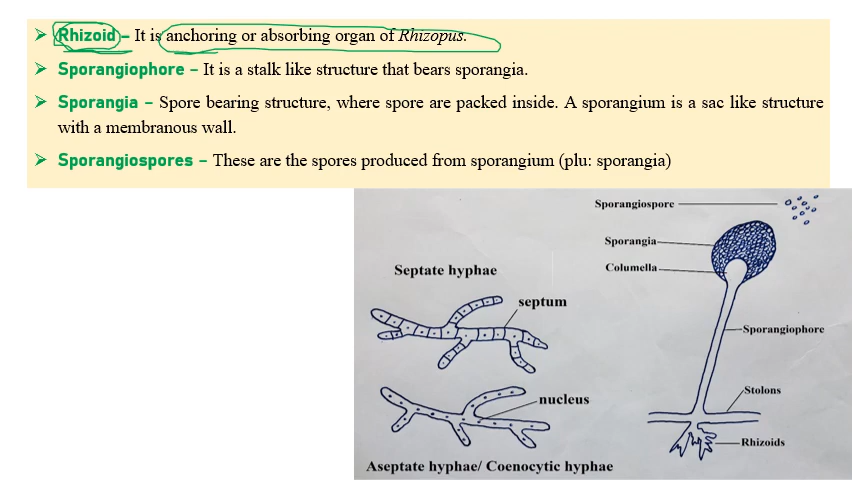 ➤ Rhizoid – It is anchoring or absorbing organ of Rhizopus.
➤ Sporangiophore – It is a stalk like structure that bears sporangia.
➤ Sporangia – Spore bearing structure, where spore are packed inside. A sporangium is a sac like structure
with a membranous wall.
➤ Sporangiospores – These are the spores produced from sporangium (plu: sporangia)
Sporangiospore
Sporangia
Columella
Septate hyphae
septum
Sporangiophore
Stolons
nucleus
Rhizoids
Aseptate hyphae/ Coenocytic hyphae